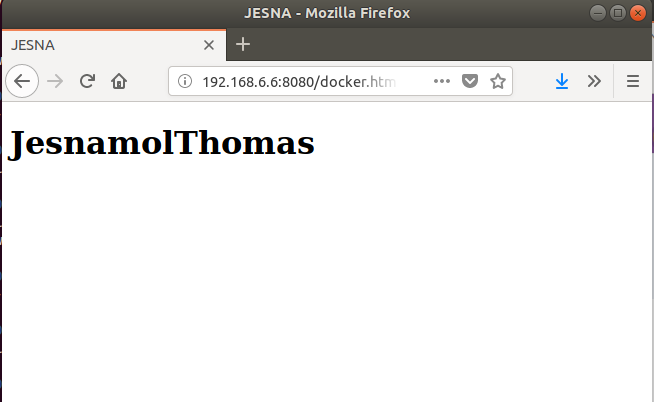 JESNA - Mozilla Firefox
JESNA
192.168.6.6:8080/docker.htm
JesnamolThomas